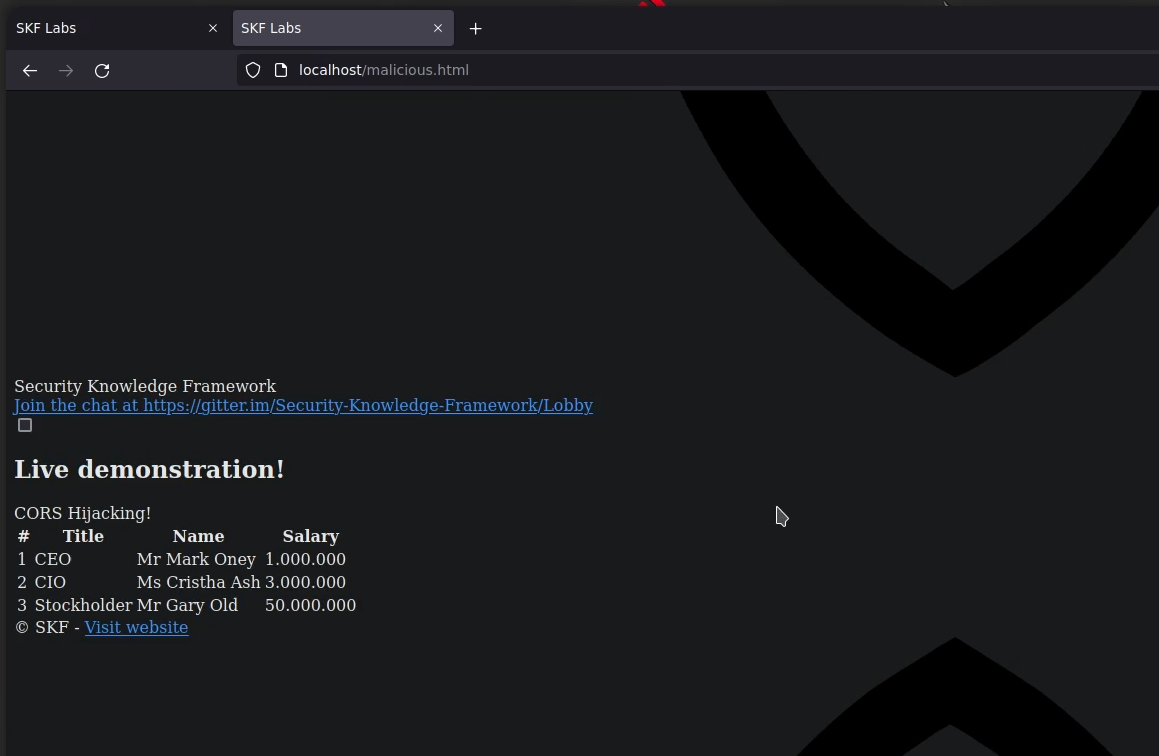 SKF Labs SKF Labs
localhost/malicious.html
Security Knowledge Framework
Join the chat at https://gitter.im/Security-Knowledge-Framework/Lobby
Live demonstration!
CORS Hijacking!
# Title Name Salary
1 CEO Mr Mark Oney 1.000.000
2 CIO Ms Cristha Ash 3.000.000
3 Stockholder Mr Gary Old 50.000.000
© SKF - Visit website